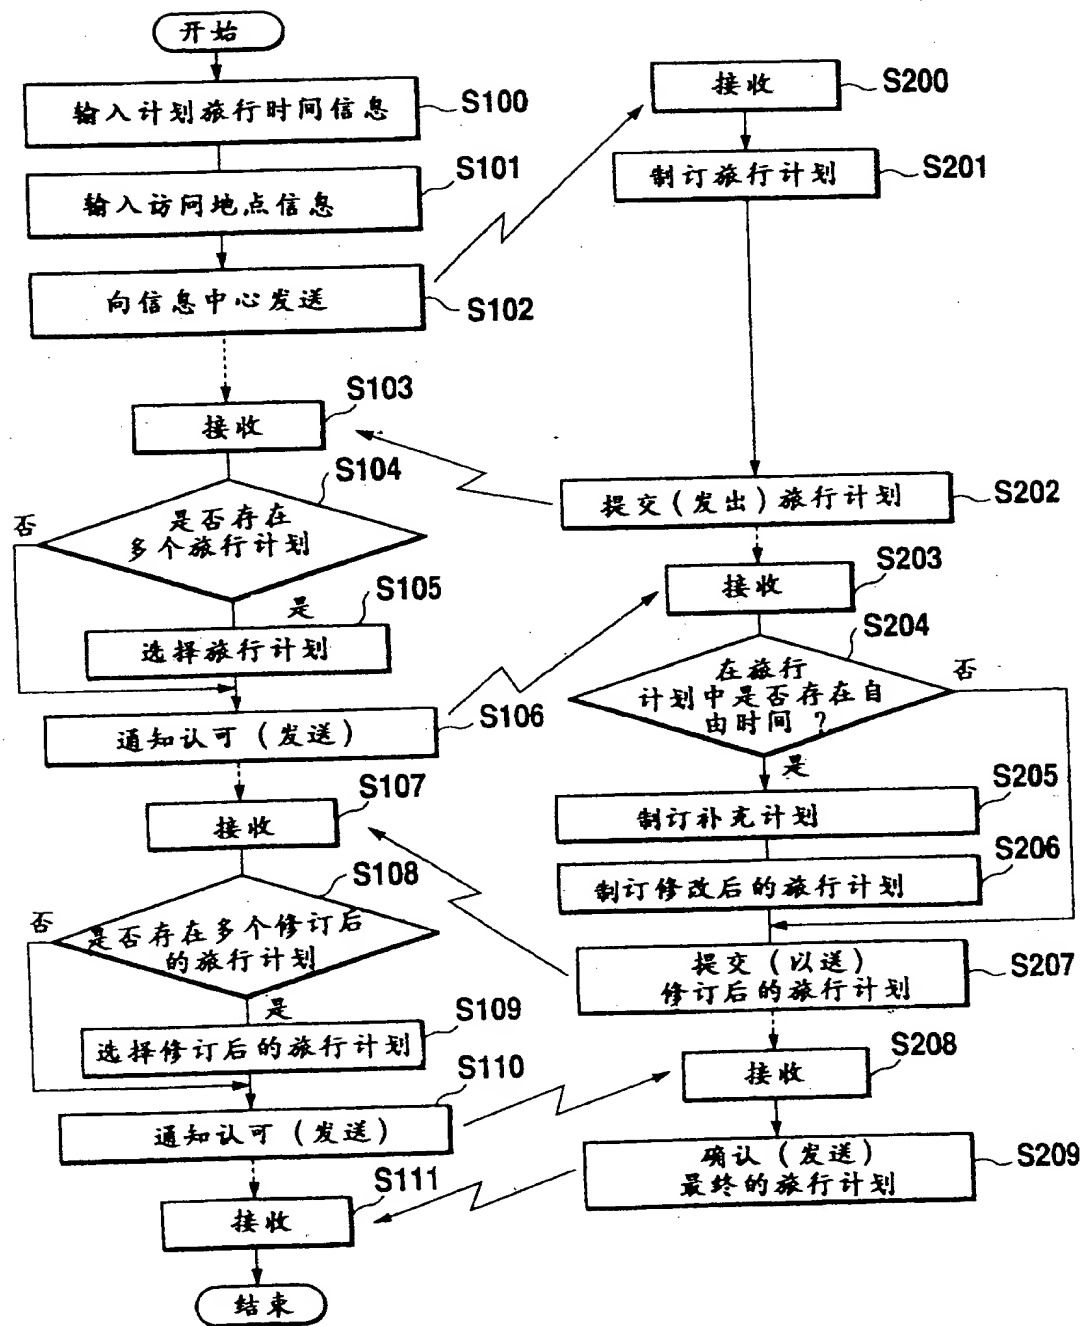 开始
输入计划旅行时间信息
S100
输入访问地点信息
S101
向信息中心发送
S102
接收
S103
是否存在
多个旅行计划
S104
否
是
选择旅行计划
S105
通知认可（发送）
S106
接收
S107
是否存在多个修订后
的旅行计划
S108
否
是
选择修订后的旅行计划
S109
通知认可（发送）
S110
接收
S111
结束
接收
S200
制订旅行计划
S201
提交（发出）旅行计划
S202
接收
S203
在旅行
计划中是否存在自
由时间？
S204
否
是
制订补充计划
S205
制订修改后的旅行计划
S206
提交（以送）
修订后的旅行计划
S207
接收
S208
确认（发送）
最终的旅行计划
S209